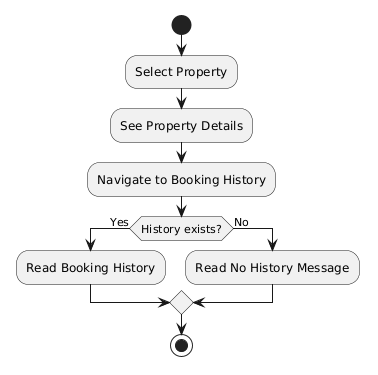 Select Property
See Property Details
Navigate to Booking History
History exists?
Yes
No
Read Booking History
Read No History Message